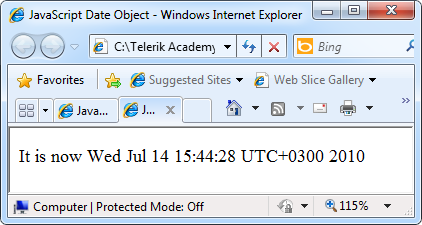 JavaScript Date Object - Windows Internet Explorer
C:\Telerik Academy
Bing
Favorites Suggested Sites Web Slice Gallery
Java... J...
It is now Wed Jul 14 15:44:28 UTC+0300 2010
Computer | Protected Mode: Off 115%